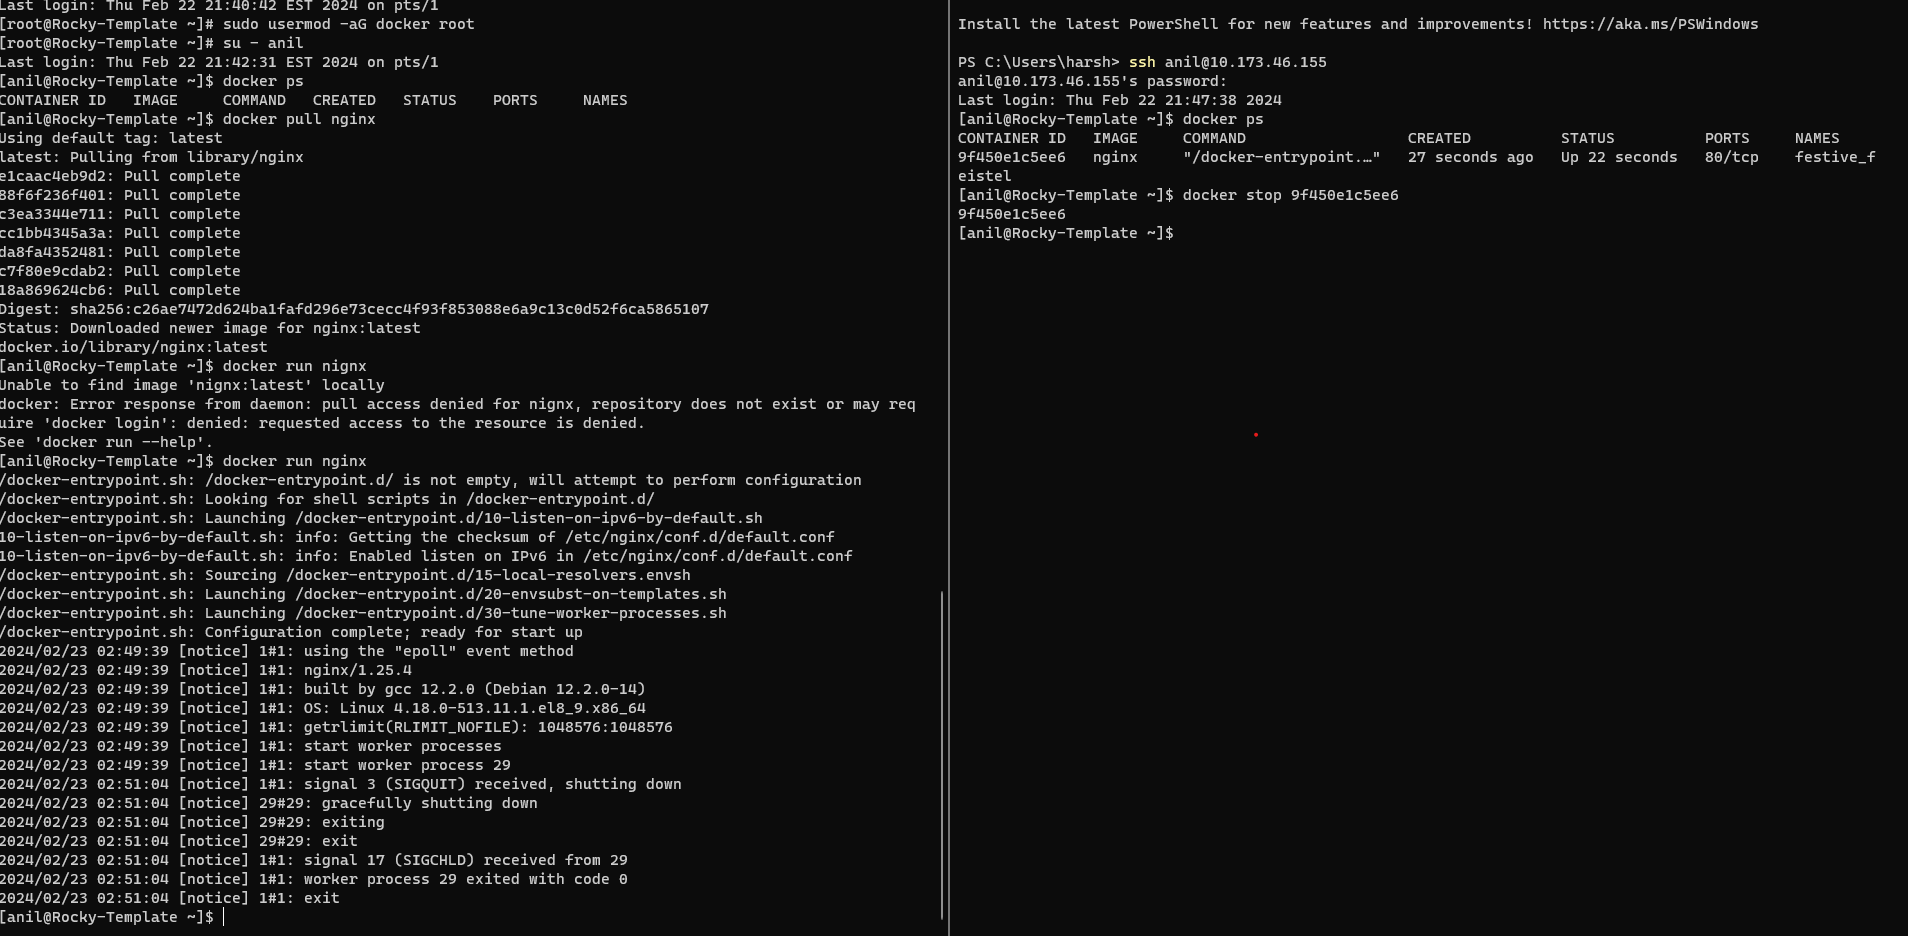 Last login: Thu Feb 22 21:40:42 EST 2024 on pts/1
[root@Rocky-Template ~]# sudo usermod -aG docker root
[root@Rocky-Template ~]# su - anil
Last login: Thu Feb 22 21:42:31 EST 2024 on pts/1
[anil@Rocky-Template ~]$ docker ps
CONTAINER ID   IMAGE     COMMAND   CREATED   STATUS    PORTS     NAMES
[anil@Rocky-Template ~]$ docker pull nginx
Using default tag: latest
latest: Pulling from library/nginx
e1caac4eb9d2: Pull complete
88f6f236f401: Pull complete
c3ea3344e711: Pull complete
cc1bb4345a3a: Pull complete
da8fa4352481: Pull complete
c7f80e9cdab2: Pull complete
18a869624cb6: Pull complete
Digest: sha256:c26ae7472d624ba1fafd296e73cecc4f93f853088e6a9c13c0d52f6ca5865107
Status: Downloaded newer image for nginx:latest
docker.io/library/nginx:latest
[anil@Rocky-Template ~]$ docker run nignx
Unable to find image 'nignx:latest' locally
docker: Error response from daemon: pull access denied for nignx, repository does not exist or may req
uire 'docker login': denied: requested access to the resource is denied.
See 'docker run --help'.
[anil@Rocky-Template ~]$ docker run nginx
/docker-entrypoint.sh: /docker-entrypoint.d/ is not empty, will attempt to perform configuration
/docker-entrypoint.sh: Looking for shell scripts in /docker-entrypoint.d/
/docker-entrypoint.sh: Launching /docker-entrypoint.d/10-listen-on-ipv6-by-default.sh
10-listen-on-ipv6-by-default.sh: info: Getting the checksum of /etc/nginx/conf.d/default.conf
10-listen-on-ipv6-by-default.sh: info: Enabled listen on IPv6 in /etc/nginx/conf.d/default.conf
/docker-entrypoint.sh: Sourcing /docker-entrypoint.d/15-local-resolvers.envsh
/docker-entrypoint.sh: Launching /docker-entrypoint.d/20-envsubst-on-templates.sh
/docker-entrypoint.sh: Launching /docker-entrypoint.d/30-tune-worker-processes.sh
/docker-entrypoint.sh: Configuration complete; ready for start up
2024/02/23 02:49:39 [notice] 1#1: using the "epoll" event method
2024/02/23 02:49:39 [notice] 1#1: nginx/1.25.4
2024/02/23 02:49:39 [notice] 1#1: built by gcc 12.2.0 (Debian 12.2.0-14)
2024/02/23 02:49:39 [notice] 1#1: OS: Linux 4.18.0-513.11.1.el8_9.x86_64
2024/02/23 02:49:39 [notice] 1#1: getrlimit(RLIMIT_NOFILE): 1048576:1048576
2024/02/23 02:49:39 [notice] 1#1: start worker processes
2024/02/23 02:49:39 [notice] 1#1: start worker process 29
2024/02/23 02:51:04 [notice] 1#1: signal 3 (SIGQUIT) received, shutting down
2024/02/23 02:51:04 [notice] 29#29: gracefully shutting down
2024/02/23 02:51:04 [notice] 29#29: exiting
2024/02/23 02:51:04 [notice] 29#29: exit
2024/02/23 02:51:04 [notice] 1#1: signal 17 (SIGCHLD) received from 29
2024/02/23 02:51:04 [notice] 1#1: worker process 29 exited with code 0
2024/02/23 02:51:04 [notice] 1#1: exit
[anil@Rocky-Template ~]$
Install the latest PowerShell for new features and improvements! https://aka.ms/PSWindows
PS C:\Users\harsh> ssh anil@10.173.46.155
anil@10.173.46.155's password:
Last login: Thu Feb 22 21:47:38 2024
[anil@Rocky-Template ~]$ docker ps
CONTAINER ID   IMAGE     COMMAND                  CREATED          STATUS          PORTS     NAMES
9f450e1c5ee6   nginx     "/docker-entrypoint.…"   27 seconds ago   Up 22 seconds   80/tcp    festive_f
eistel
[anil@Rocky-Template ~]$ docker stop 9f450e1c5ee6
9f450e1c5ee6
[anil@Rocky-Template ~]$